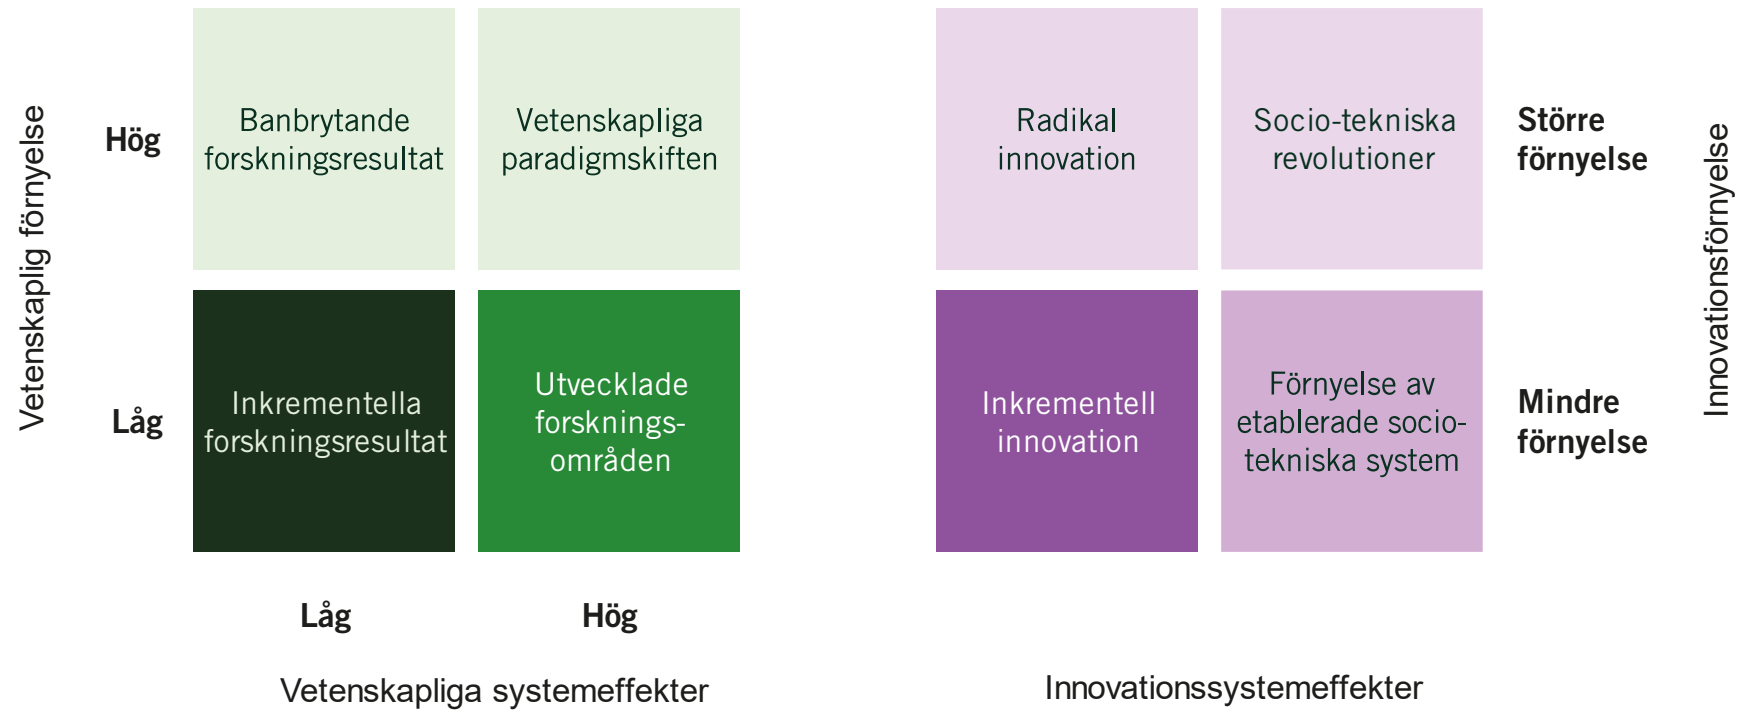 Vetenskaplig förnyelse
Hög
Banbrytande
forskningsresultat
Vetenskapliga
paradigmskiften
Låg
Inkrementella
forskningsresultat
Utvecklade
forsknings-
områden
Låg
Hög
Vetenskapliga systemeffekter
Radikal
innovation
Socio-tekniska
revolutioner
Större
förnyelse
Inkrementell
innovation
Förnyelse av
etablerade socio-
tekniska system
Mindre
förnyelse
Innovationsförnyelse
Innovationssystemeffekter